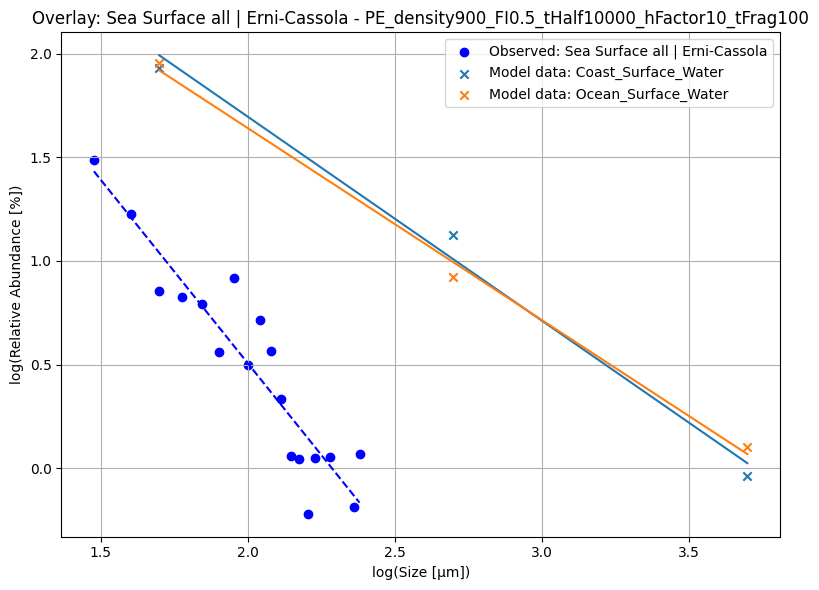 Overlay: Sea Surface all | Erni-Cassola - PE_density900_FI0.5_tHalf10000_hFactor10_tFrag100
Observed: Sea Surface all | Erni-Cassola
Model data: Coast_Surface_Water
Model data: Ocean_Surface_Water
log(Relative Abundance [%])
2.0
1.5
1.0
0.5
0.0
1.5
2.0
2.5
3.0
3.5
log(Size [µm])